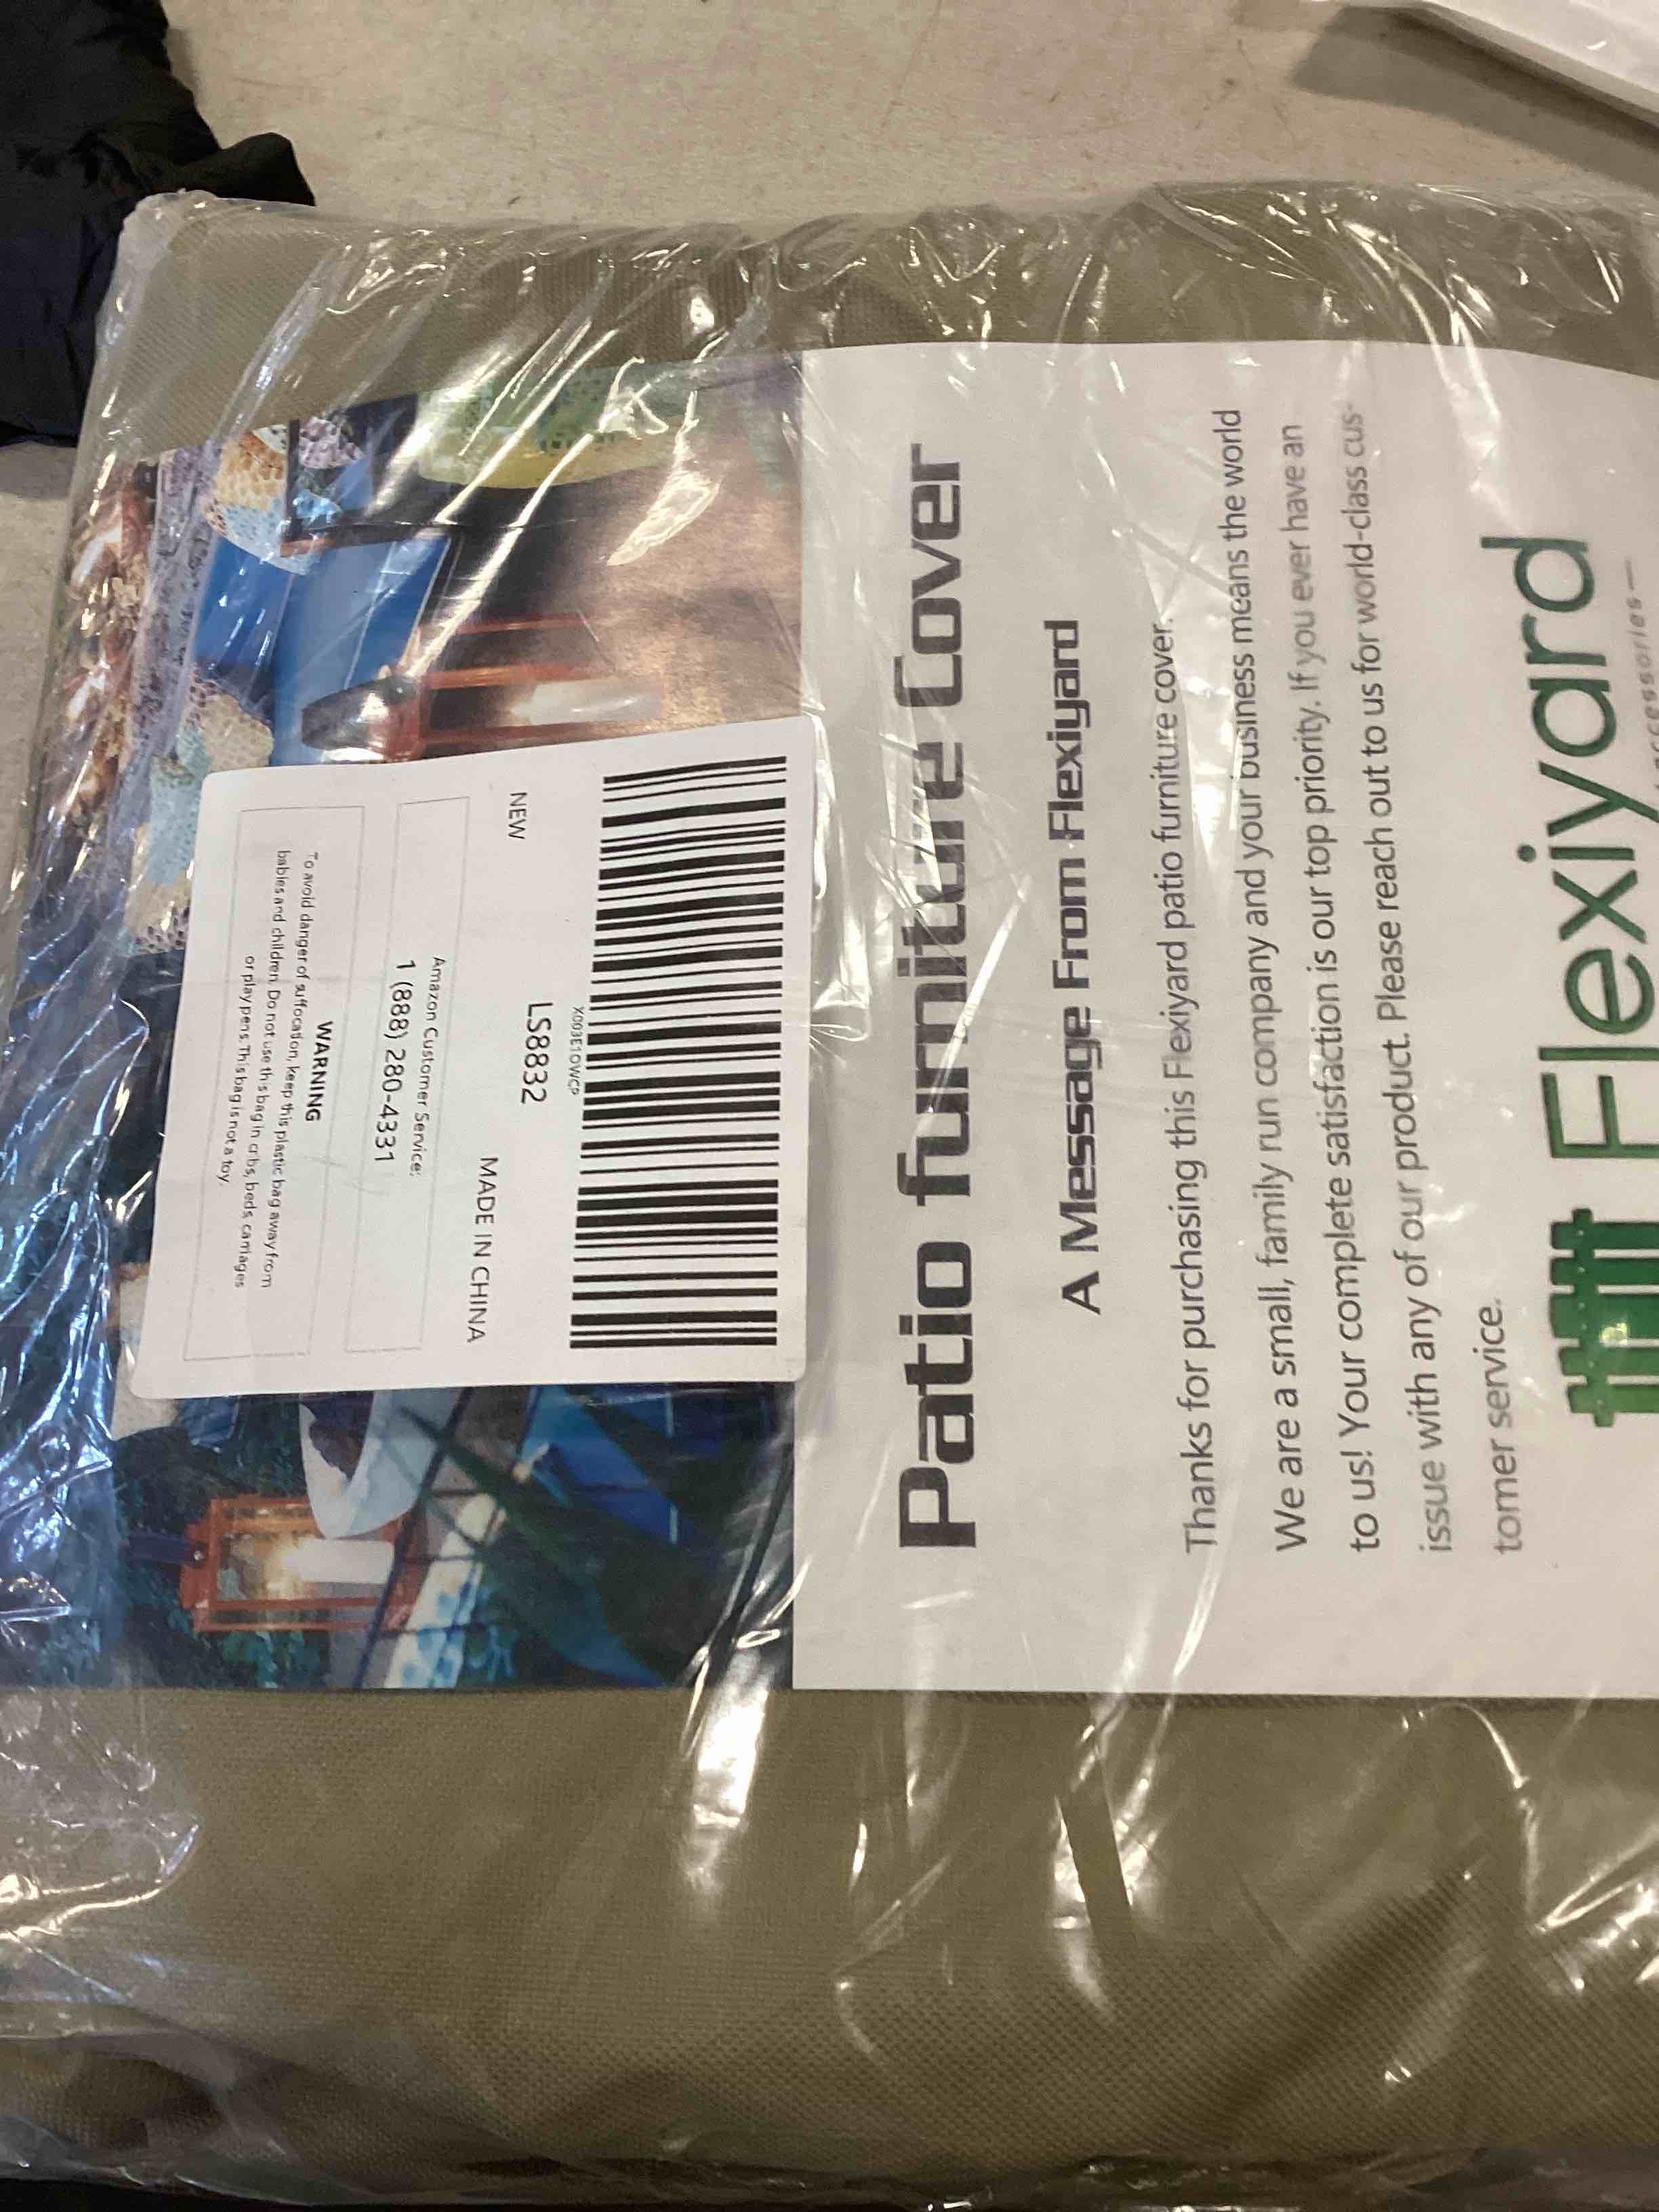 Patio furniture Cover
A Message From Flexiyard
Thanks for purchasing this Flexiyard patio furniture cover.
We are a small, family run company and your business means the world
to us! Your complete satisfaction is our top priority. If you ever have an
issue with any of our product. Please reach out to us for world-class cus-
tomer service.
Flexiyard
accessories—
X003E1OWCP
LS8832
NEW
MADE IN CHINA
Amazon Customer Service:
1 (888) 280-4331
WARNING
To avoid danger of suffocation, keep this plastic bag away from
babies and children. Do not use this bag in cribs, beds, carriages
or play pens. This bag is not a toy.